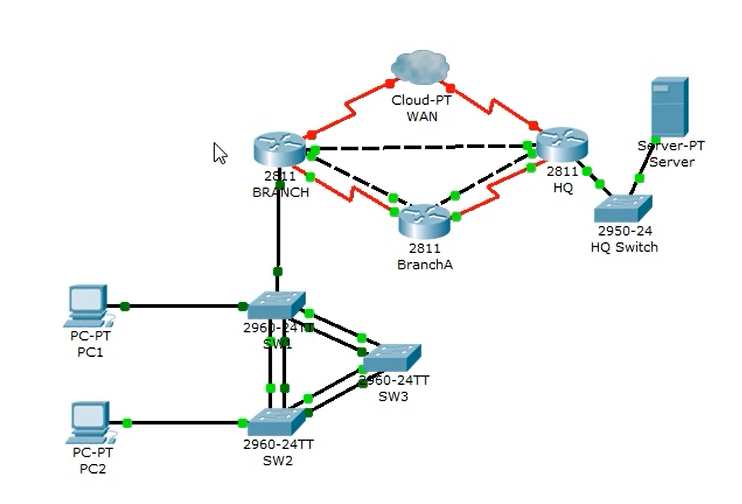 Cloud-PT
WAN
2811
BRANCH
2811
HQ
Server-PT
Server
2950-24
HQ Switch
2811
BranchA
PC-PT
PC1
2960-24TT
SW1
2960-24TT
SW3
PC-PT
PC2
2960-24TT
SW2